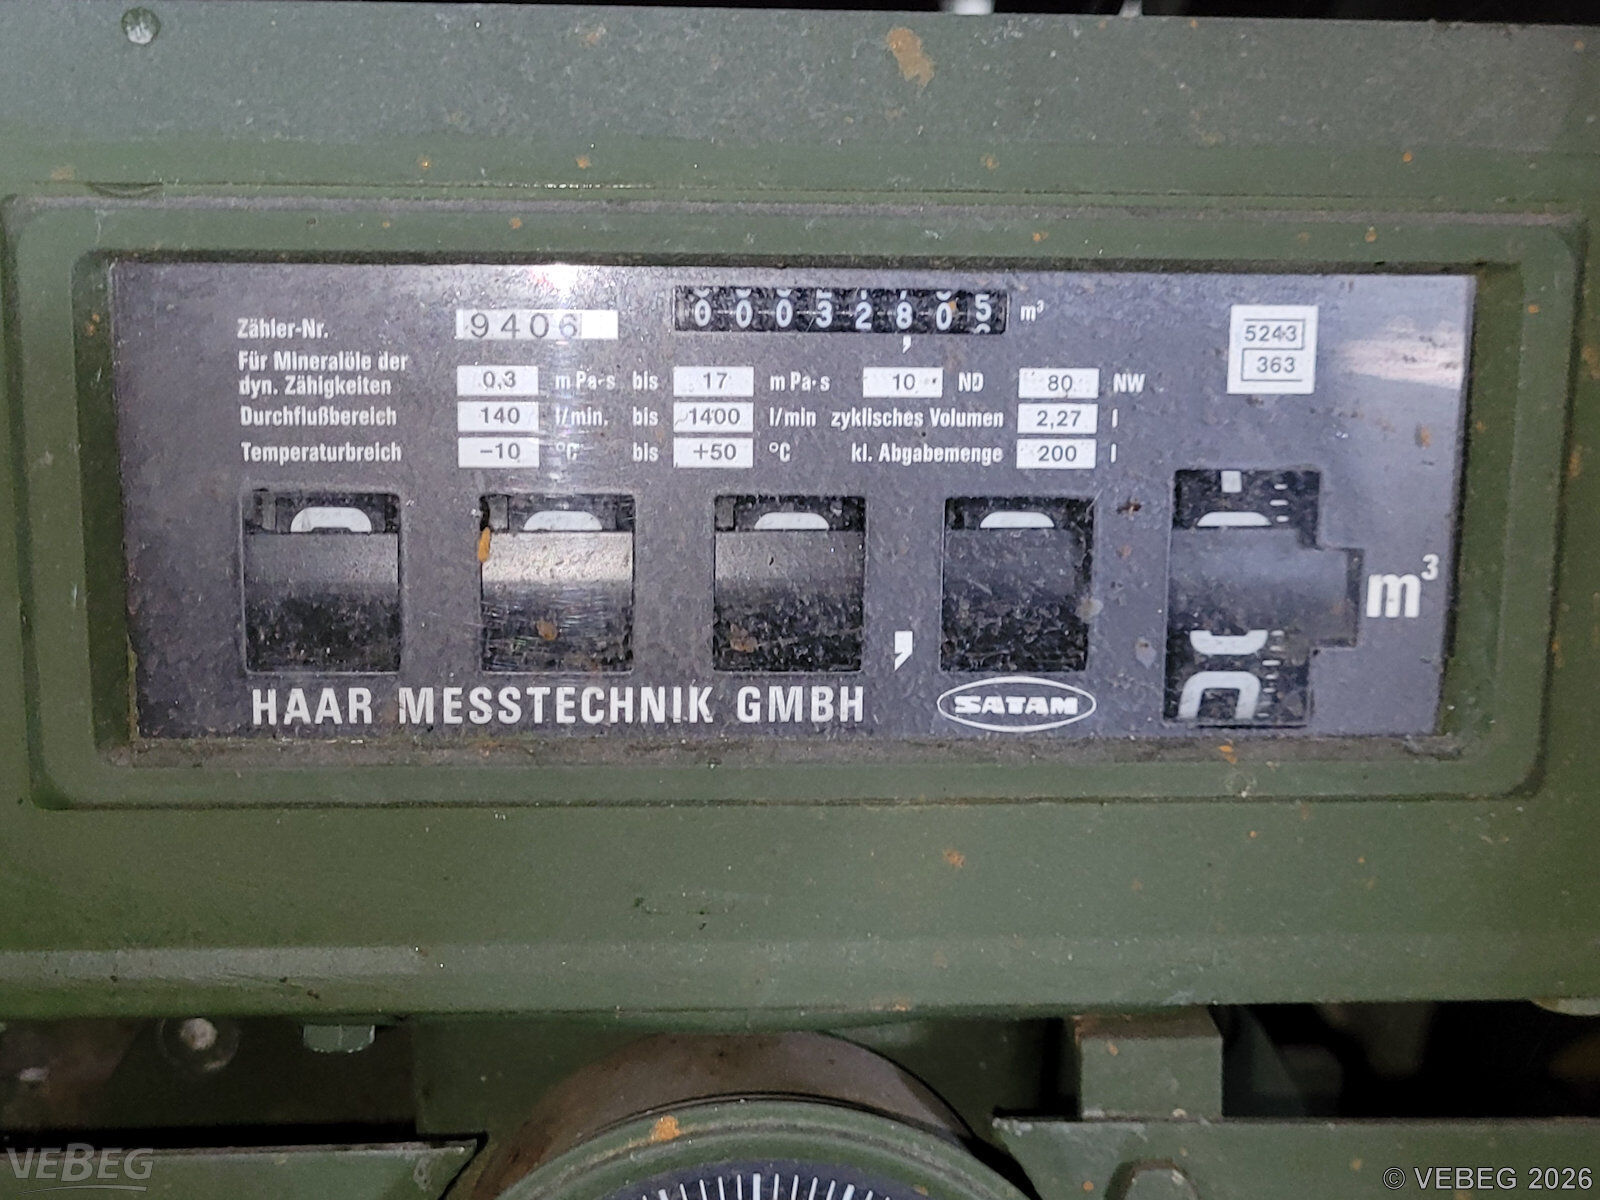 Zähler-Nr. 9406 00032805 m³
5243
363
Für Mineralöle der
dyn. Zähigkeiten 0,3 m Pa·s bis 17 m Pa·s 10 ND 80 NW
Durchflußbereich 140 l/min. bis 1400 l/min zyklisches Volumen 2,27 l
Temperaturbreich −10 °C bis +50 °C kl. Abgabemenge 200 l
, m³
HAAR MESSTECHNIK GMBH SATAM
VEBEG
© VEBEG 2026